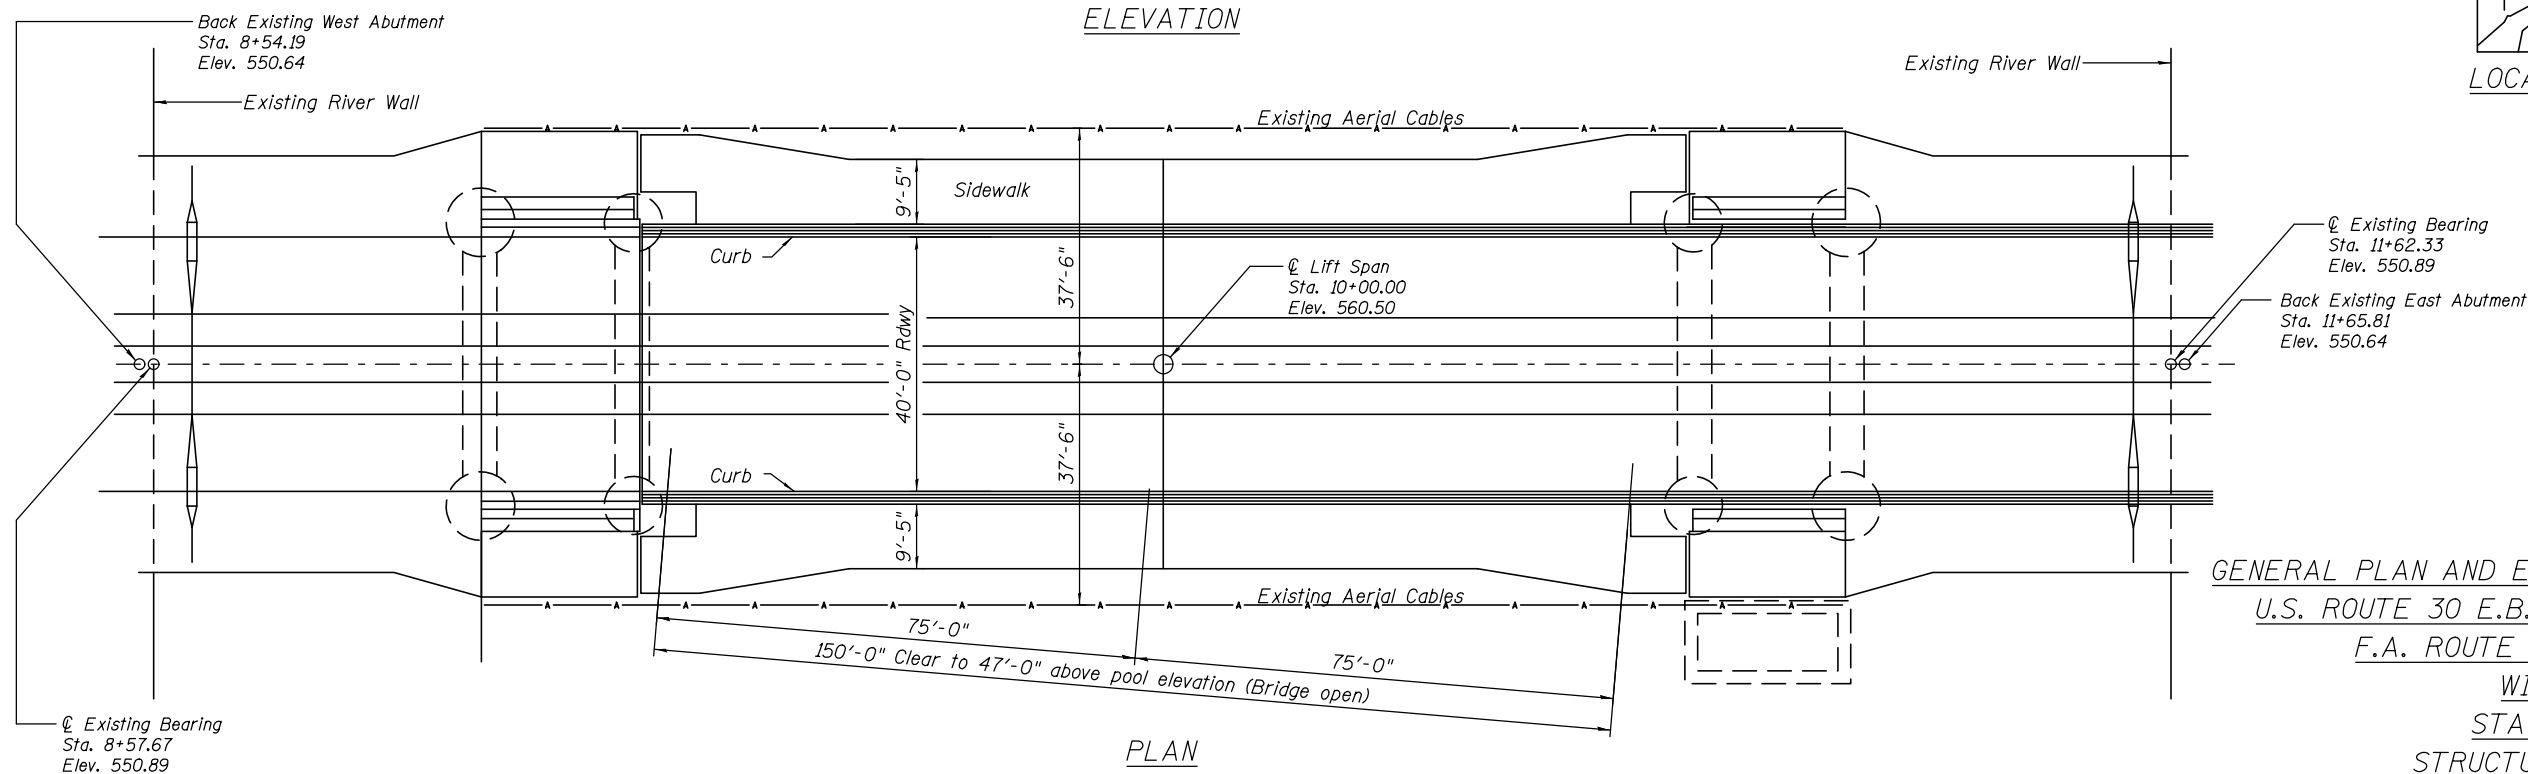 ELEVATION
Back Existing West Abutment
Sta. 8+54.19
Elev. 550.64
Existing River Wall
Existing River Wall
Existing Aerial Cables
9'-5"
Sidewalk
Curb
37'-6"
℄ Lift Span
Sta. 10+00.00
Elev. 560.50
40'-0" Rdwy
℄ Existing Bearing
Sta. 11+62.33
Elev. 550.89
Back Existing East Abutment
Sta. 11+65.81
Elev. 550.64
37'-6"
Curb
9'-5"
Existing Aerial Cables
75'-0"
75'-0"
150'-0" Clear to 47'-0" above pool elevation (Bridge open)
℄ Existing Bearing
Sta. 8+57.67
Elev. 550.89
PLAN
LOCA
GENERAL PLAN AND E
U.S. ROUTE 30 E.B.
F.A. ROUTE
WI
STA
STRUCTU